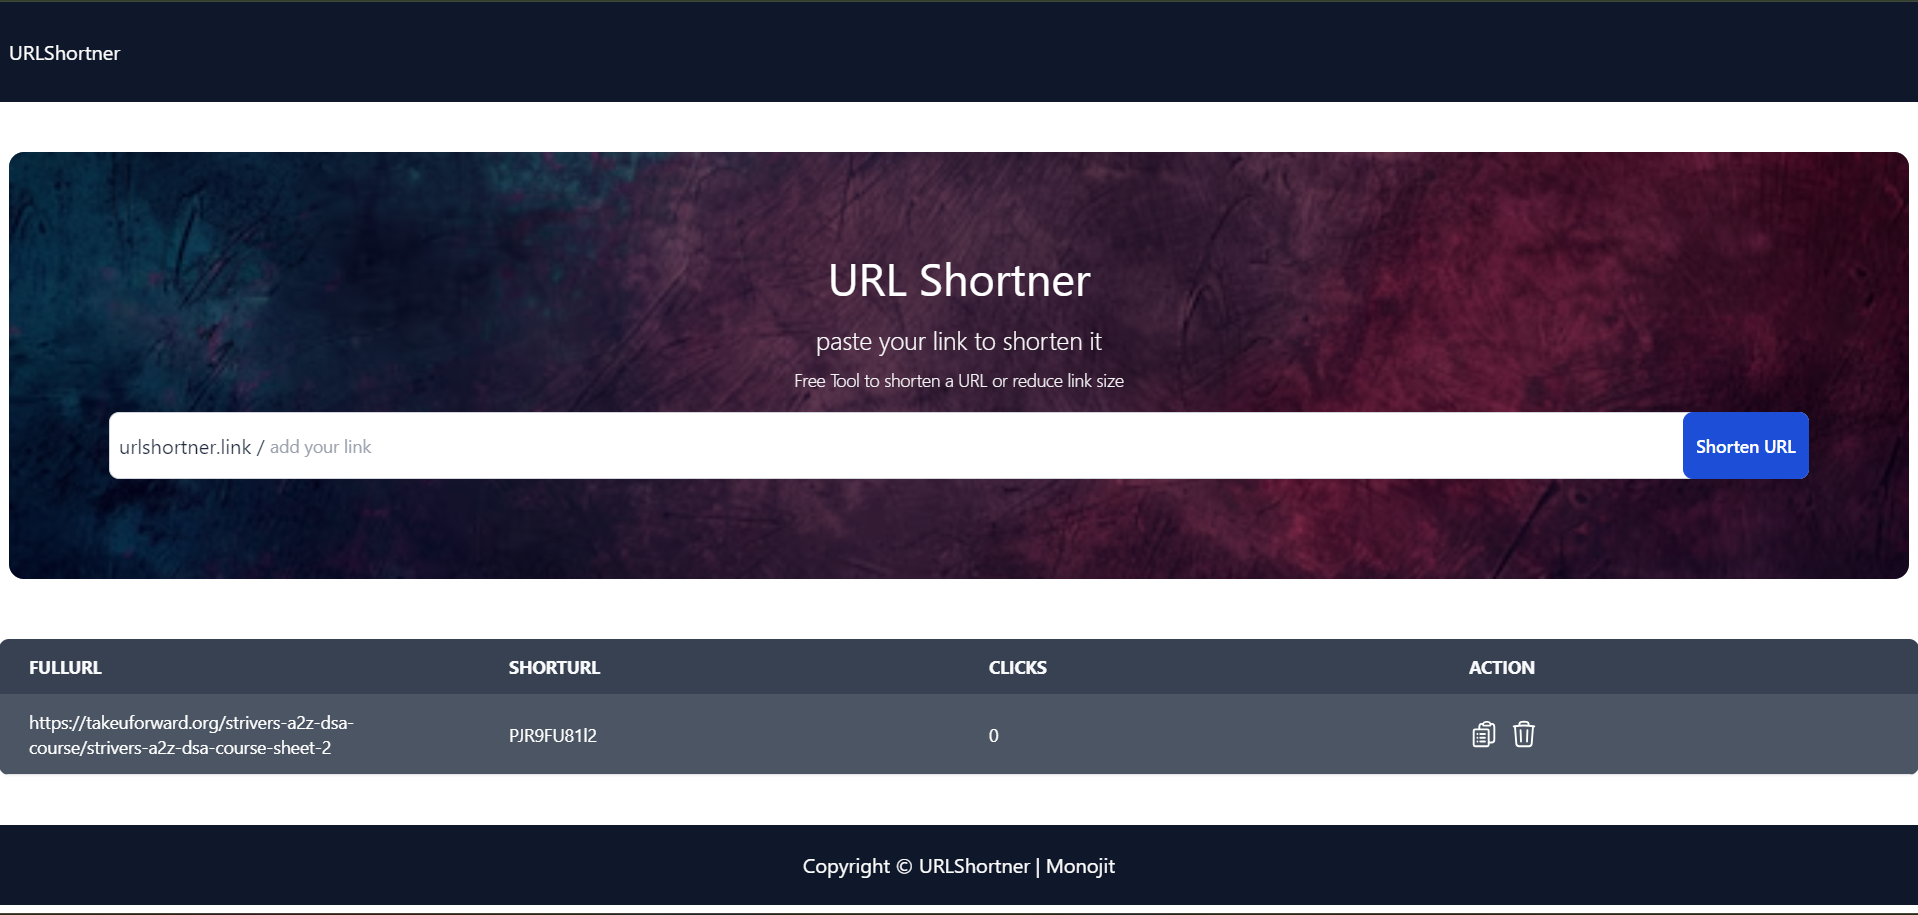 URLShortner
URL Shortner
paste your link to shorten it
Free Tool to shorten a URL or reduce link size
urlshortner.link / add your link
Shorten URL
FULLURL SHORTURL CLICKS ACTION
https://takeuforward.org/strivers-a2z-dsa-
course/strivers-a2z-dsa-course-sheet-2
PJR9FU81l2
0
Copyright © URLShortner | Monojit